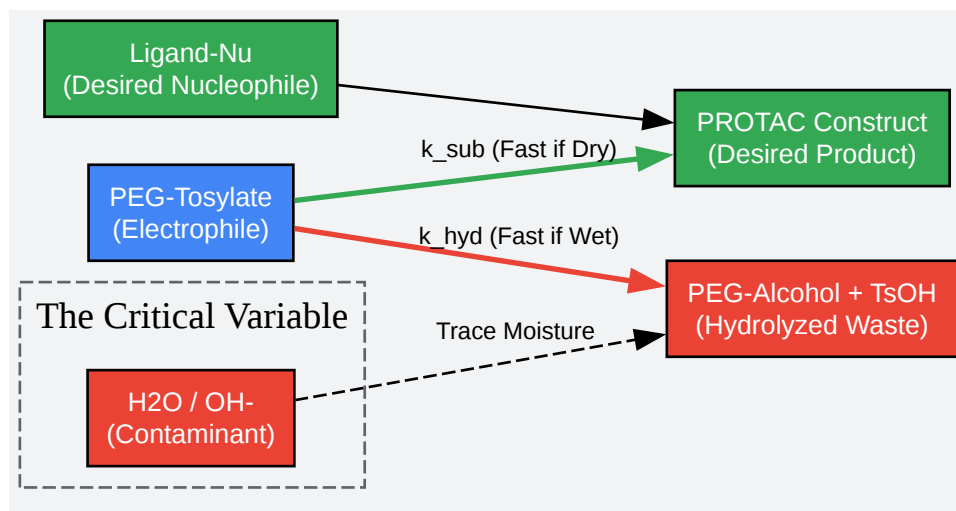 Ligand-Nu
(Desired Nucleophile)
PROTAC Construct
(Desired Product)
k_sub (Fast if Dry)
PEG-Tosylate
(Electrophile)
k_hyd (Fast if Wet)
PEG-Alcohol + TsOH
(Hydrolyzed Waste)
The Critical Variable
Trace Moisture
H2O / OH-
(Contaminant)